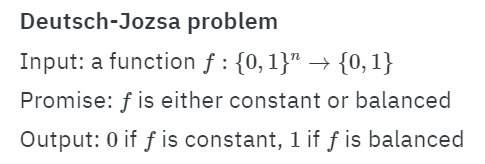 Deutsch-Jozsa problem
Input: a function f : {0, 1}ⁿ → {0, 1}
Promise: f is either constant or balanced
Output: 0 if f is constant, 1 if f is balanced